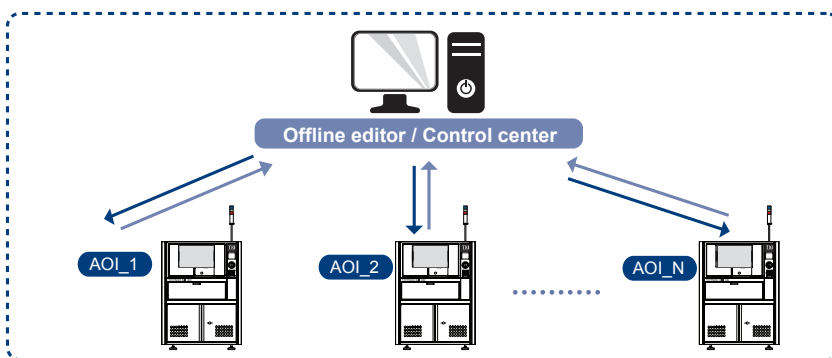 Offline editor / Control center
AOI_1
AOI_2
AOI_N